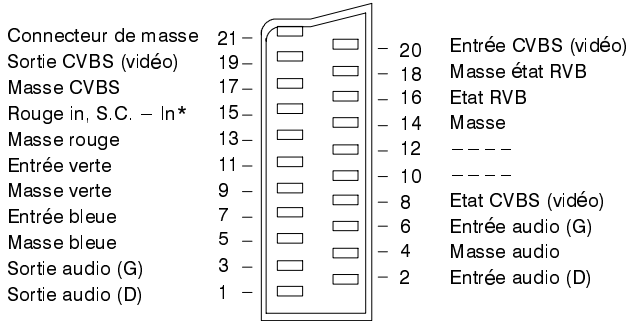 Connecteur de masse 21 –
Sortie CVBS (vidéo) 19 –
Masse CVBS 17 –
Rouge in, S.C. – In* 15 –
Masse rouge 13 –
Entrée verte 11 –
Masse verte 9 –
Entrée bleue 7 –
Masse bleue 5 –
Sortie audio (G) 3 –
Sortie audio (D) 1 –
– 20 Entrée CVBS (vidéo)
– 18 Masse état RVB
– 16 Etat RVB
– 14 Masse
– 12 – – – –
– 10 – – – –
– 8 Etat CVBS (vidéo)
– 6 Entrée audio (G)
– 4 Masse audio
– 2 Entrée audio (D)